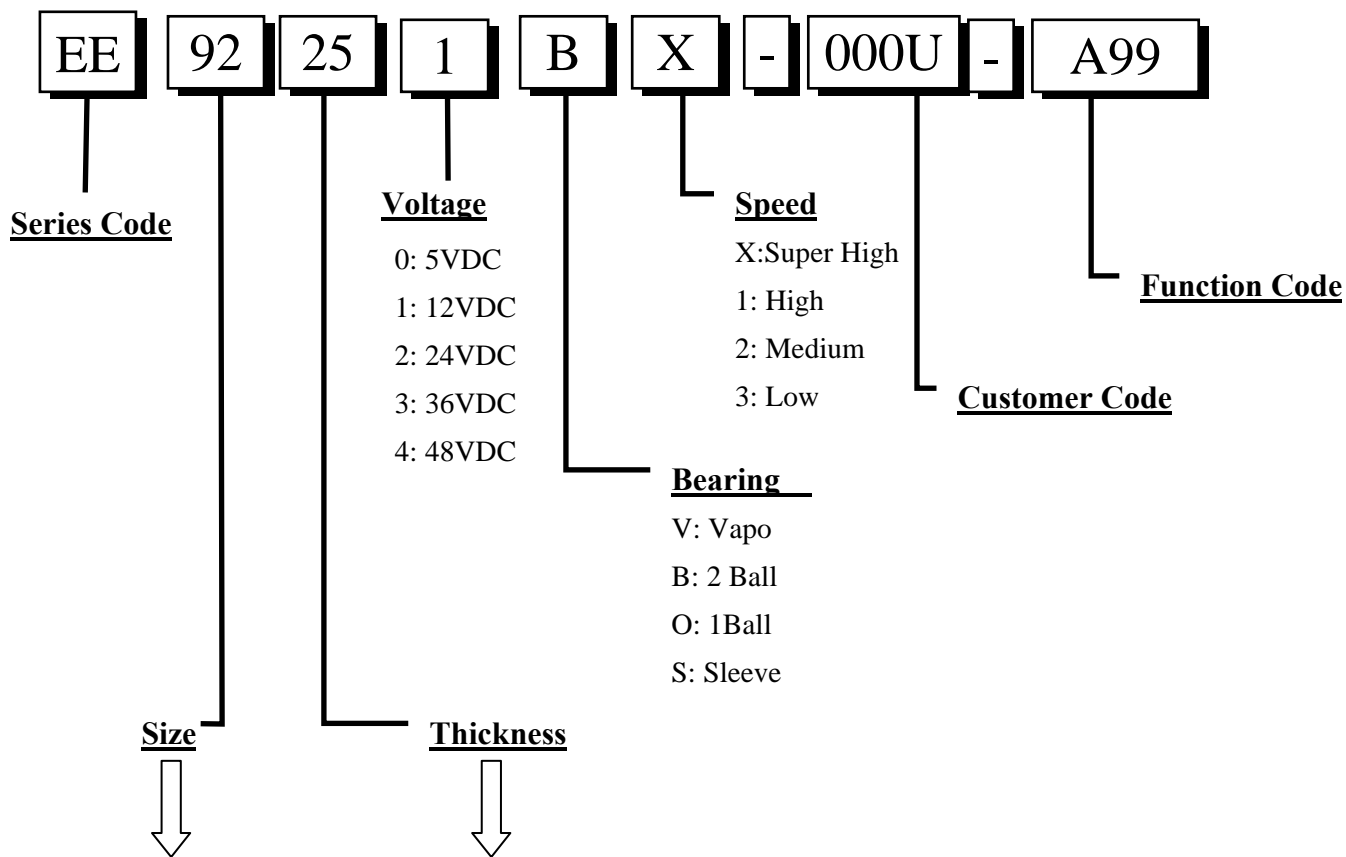 EE 92 25 1 B X - 000U - A99
Series Code
Voltage
0: 5VDC
1: 12VDC
2: 24VDC
3: 36VDC
4: 48VDC
Speed
X:Super High
1: High
2: Medium
3: Low
Function Code
Customer Code
Bearing
V: Vapo
B: 2 Ball
O: 1Ball
S: Sleeve
Size
Thickness